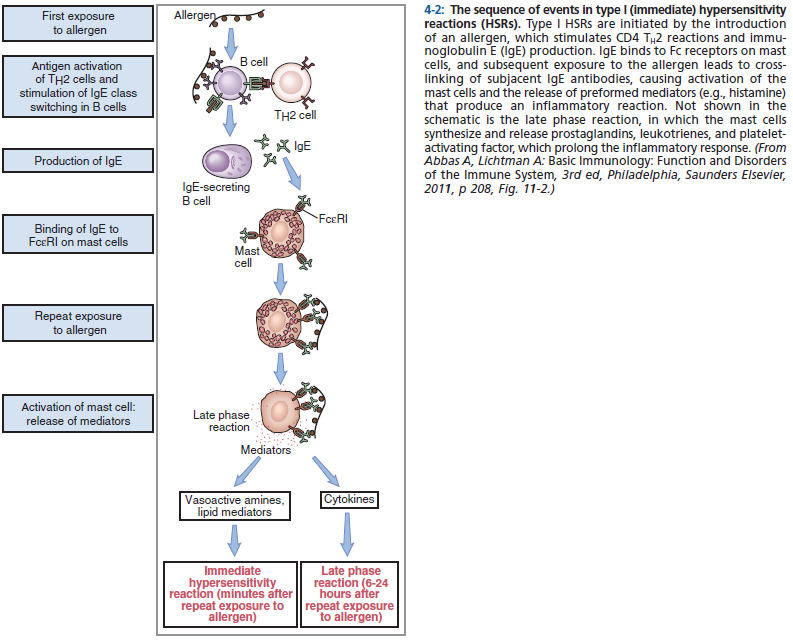 First exposure
to allergen
Antigen activation
of TH2 cells and
stimulation of IgE class
switching in B cells
Production of IgE
Binding of IgE to
FcεRI on mast cells
Repeat exposure
to allergen
Activation of mast cell:
release of mediators
Allergen
B cell
TH2 cell
IgE
IgE-secreting
B cell
FcεRI
Mast
cell
Late phase
reaction
Mediators
Vasoactive amines,
lipid mediators
Cytokines
Immediate
hypersensitivity
reaction (minutes after
repeat exposure to
allergen)
Late phase
reaction (6-24
hours after
repeat exposure
to allergen)
4-2: The sequence of events in type I (immediate) hypersensitivity
reactions (HSRs). Type I HSRs are initiated by the introduction
of an allergen, which stimulates CD4 TH2 reactions and immu-
noglobulin E (IgE) production. IgE binds to Fc receptors on mast
cells, and subsequent exposure to the allergen leads to cross-
linking of subjacent IgE antibodies, causing activation of the
mast cells and the release of preformed mediators (e.g., histamine)
that produce an inflammatory reaction. Not shown in the
schematic is the late phase reaction, in which the mast cells
synthesize and release prostaglandins, leukotrienes, and platelet-
activating factor, which prolong the inflammatory response. (From
Abbas A, Lichtman A: Basic Immunology: Function and Disorders
of the Immune System, 3rd ed, Philadelphia, Saunders Elsevier,
2011, p 208, Fig. 11-2.)